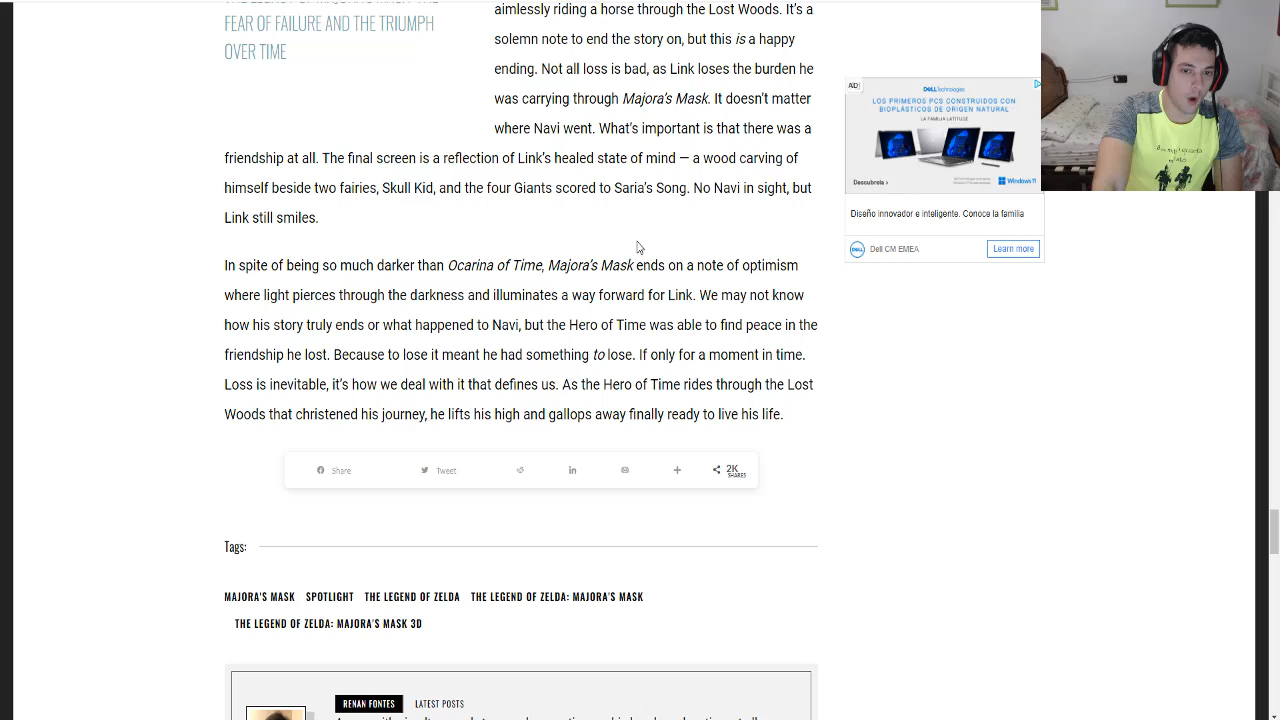 FEAR OF FAILURE AND THE TRIUMPH
OVER TIME
aimlessly riding a horse through the Lost Woods. It's a
solemn note to end the story on, but this is a happy
ending. Not all loss is bad, as Link loses the burden he
was carrying through Majora's Mask. It doesn't matter
where Navi went. What's important is that there was a
friendship at all. The final screen is a reflection of Link's healed state of mind — a wood carving of
himself beside the fairies, Skull Kid, and the four Giants scored to Saria's Song. No Navi in sight, but
Link still smiles.
In spite of being so much darker than Ocarina of Time, Majora's Mask ends on a note of optimism
where light pierces through the darkness and illuminates a way forward for Link. We may not know
how his story truly ends or what happened to Navi, but the Hero of Time was able to find peace in the
friendship he lost. Because to lose it meant he had something to lose. If only for a moment in time.
Loss is inevitable, it's how we deal with it that defines us. As the Hero of Time rides through the Lost
Woods that christened his journey, he lifts his high and gallops away finally ready to live his life.
Share
Tweet
2K
SHARES
Tags:
MAJORA'S MASK SPOTLIGHT THE LEGEND OF ZELDA THE LEGEND OF ZELDA: MAJORA'S MASK
THE LEGEND OF ZELDA: MAJORA'S MASK 3D
RENAN FONTES LATEST POSTS
DELLTechnologies
LOS PRIMEROS PCS CONSTRUIDOS CON
BIOPLÁSTICOS DE ORIGEN NATURAL
LA FAMILIA LATITUDE
Descubrela >
Windows 11
Diseño innovador e inteligente. Conoce la familia
DELL
Dell CM EMEA
Learn more